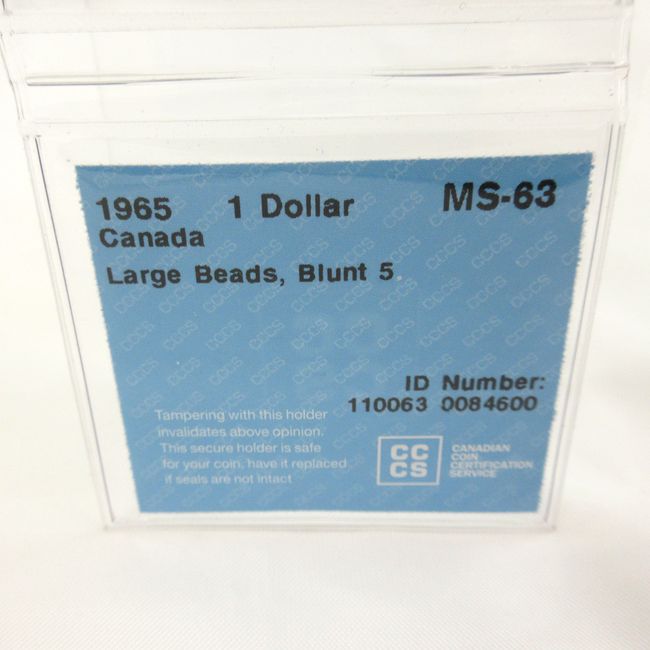 1965 1 Dollar MS-63
Canada
Large Beads, Blunt 5
ID Number:
110063 0084600
Tampering with this holder
invalidates above opinion.
This secure holder is safe
for your coin, have it replaced
if seals are not intact
CC
CS
CANADIAN
COIN
CERTIFICATION
SERVICE